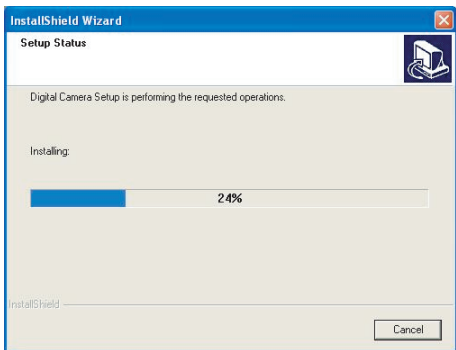 InstallShield Wizard
Setup Status
Digital Camera Setup is performing the requested operations.
Installing:
24%
InstallShield
Cancel